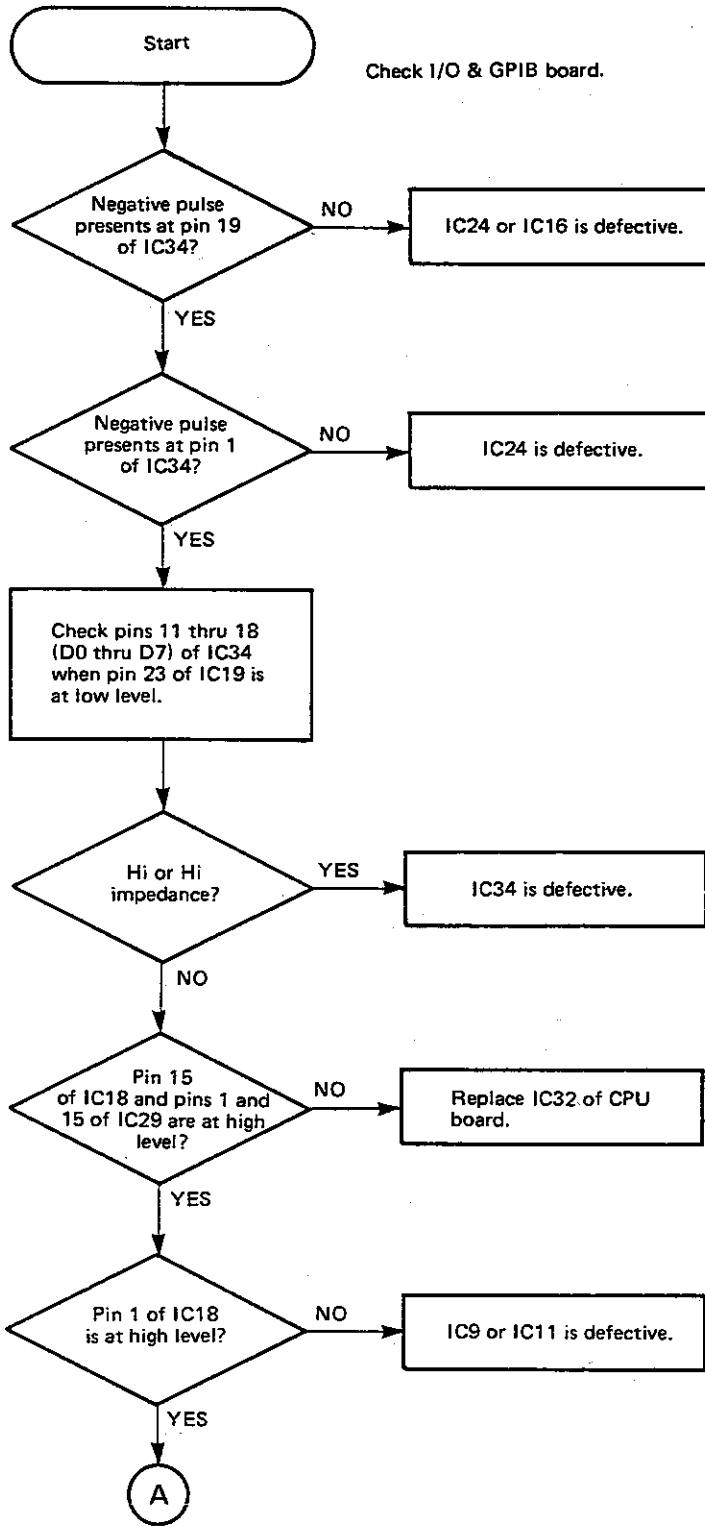 Start
Check I/O & GPIB board.
Negative pulse
presents at pin 19
of IC34?
NO
IC24 or IC16 is defective.
YES
Negative pulse
presents at pin 1
of IC34?
NO
IC24 is defective.
YES
Check pins 11 thru 18
(D0 thru D7) of IC34
when pin 23 of IC19 is
at low level.
Hi or Hi
impedance?
YES
IC34 is defective.
NO
Pin 15
of IC18 and pins 1 and
15 of IC29 are at high
level?
NO
Replace IC32 of CPU
board.
YES
Pin 1 of IC18
is at high level?
NO
IC9 or IC11 is defective.
YES
A